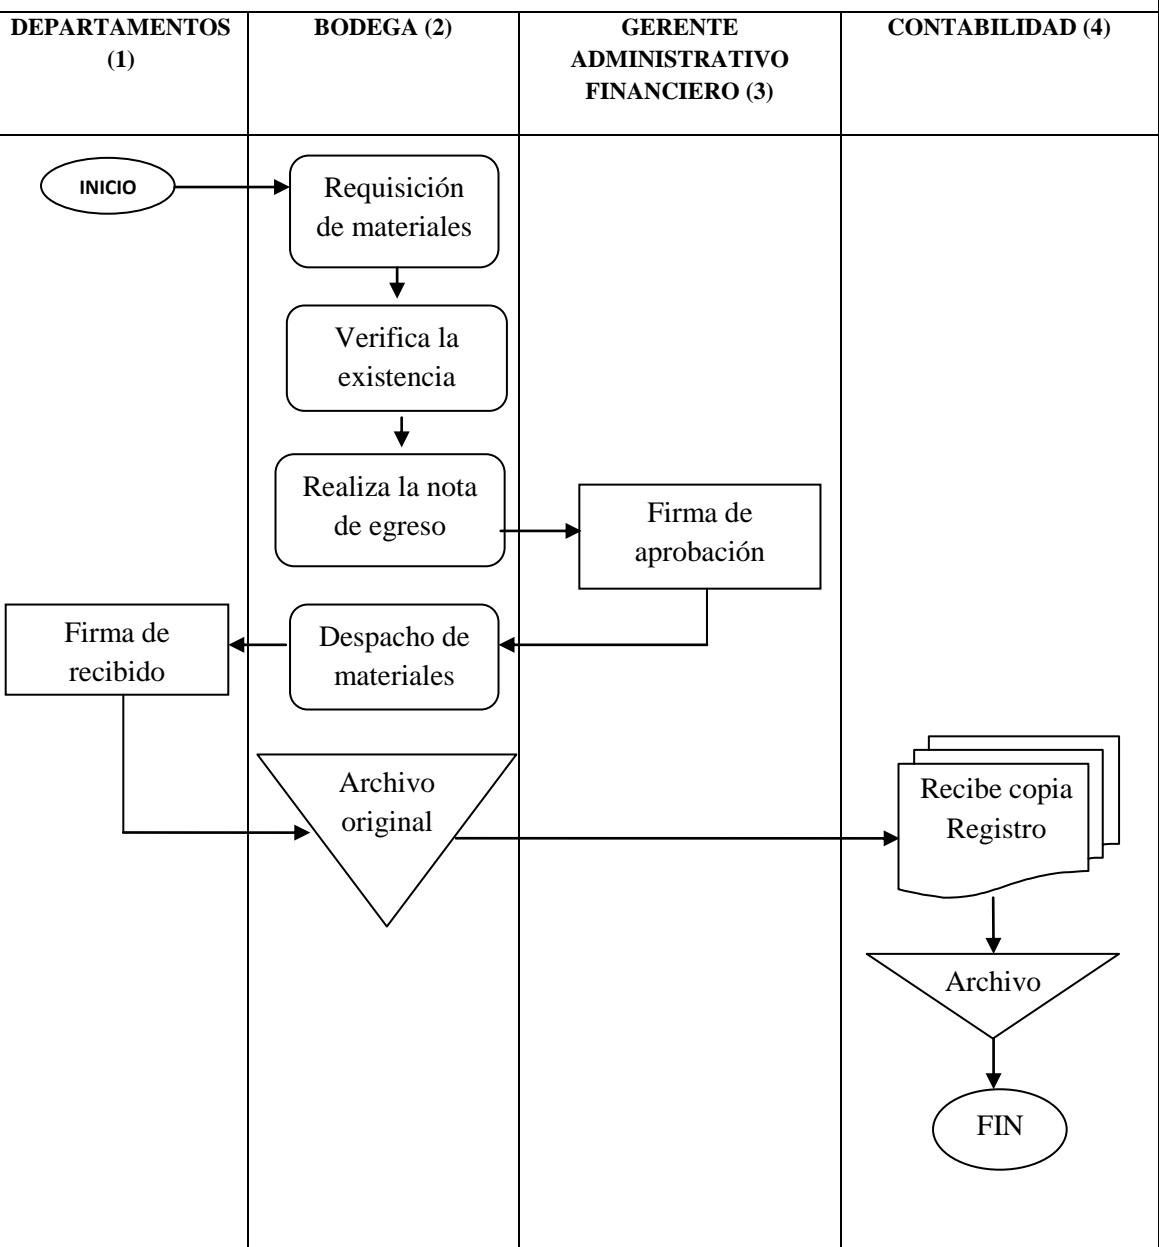 DEPARTAMENTOS
(1)
BODEGA (2)
GERENTE
ADMINISTRATIVO
FINANCIERO (3)
CONTABILIDAD (4)
INICIO
Requisición
de materiales
Verifica la
existencia
Realiza la nota
de egreso
Firma de
aprobación
Despacho de
materiales
Firma de
recibido
Archivo
original
Recibe copia
Registro
Archivo
FIN